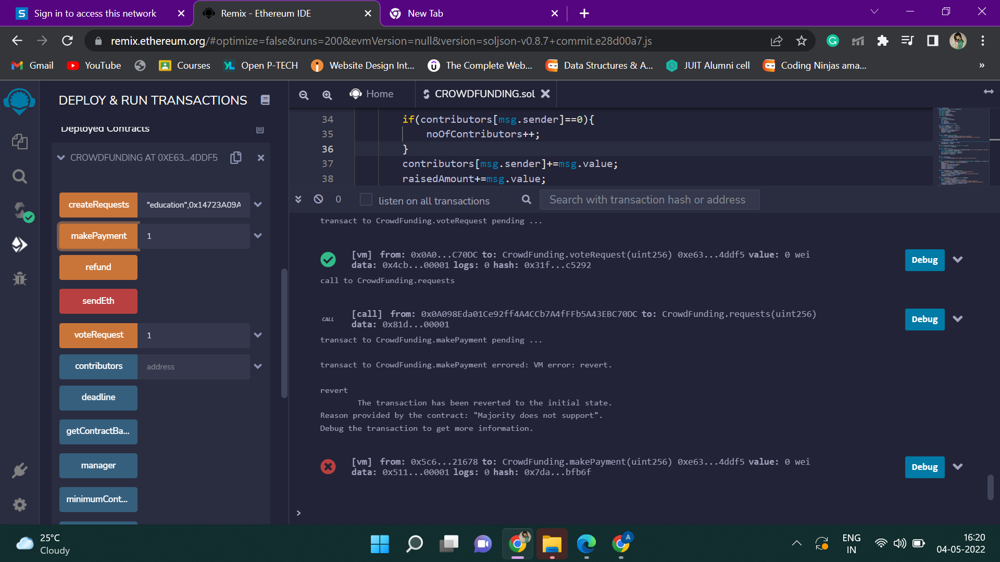 Sign in to access this network
Remix - Ethereum IDE
New Tab
remix.ethereum.org/#optimize=false&runs=200&evmVersion=null&version=soljson-v0.8.7+commit.e28d00a7.js
Gmail
YouTube
Courses
Open P-TECH
Website Design Int...
The Complete Web...
Data Structures & A...
JUIT Alumni cell
Coding Ninjas ama...
»
DEPLOY & RUN TRANSACTIONS
Deployed Contracts
CROWDFUNDING AT 0XE63...4DDF5
createRequests "education",0x14723A09A
makePayment 1
refund
sendEth
voteRequest 1
contributors address
deadline
getContractBa...
manager
minimumCont...
Home
CROWDFUNDING.sol
34 if(contributors[msg.sender]==0){
35 noOfContributors++;
36 }
37 contributors[msg.sender]+=msg.value;
38 raisedAmount+=msg.value;
0 listen on all transactions Search with transaction hash or address
transact to CrowdFunding.voteRequest pending ...
[vm] from: 0x0A0...C70DC to: CrowdFunding.voteRequest(uint256) 0xe63...4ddf5 value: 0 wei
data: 0x4cb...00001 logs: 0 hash: 0x31f...c5292
Debug
call to CrowdFunding.requests
CALL
[call] from: 0x0A098Eda01Ce92ff4A4CCb7A4fFFb5A43EBC70DC to: CrowdFunding.requests(uint256)
data: 0x81d...00001
Debug
transact to CrowdFunding.makePayment pending ...
transact to CrowdFunding.makePayment errored: VM error: revert.
revert
The transaction has been reverted to the initial state.
Reason provided by the contract: "Majority does not support".
Debug the transaction to get more information.
[vm] from: 0x5c6...21678 to: CrowdFunding.makePayment(uint256) 0xe63...4ddf5 value: 0 wei
data: 0x511...00001 logs: 0 hash: 0x7da...bfb6f
Debug
>
25°C
Cloudy
ENG
IN
16:20
04-05-2022